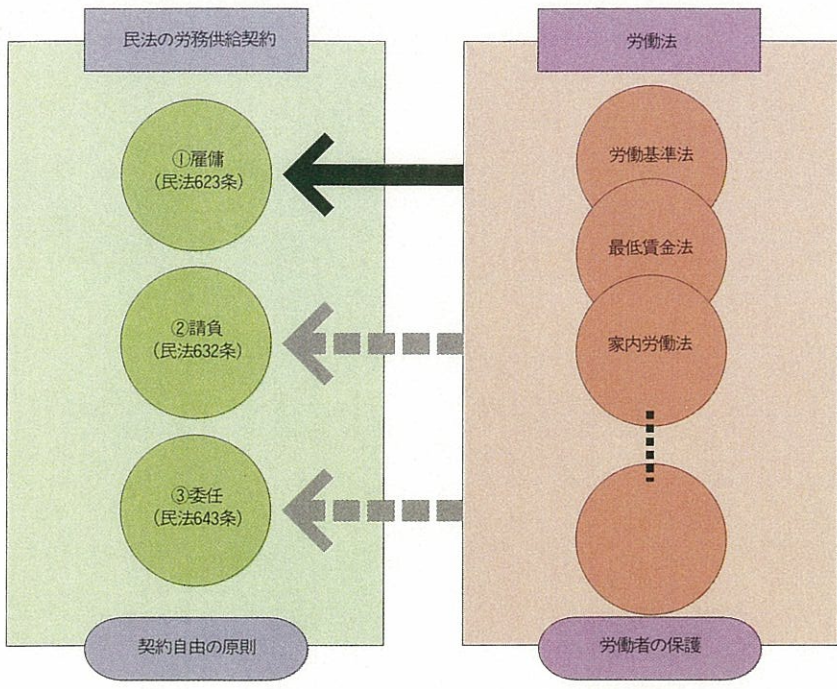 民法の労務供給契約
①雇傭
(民法623条)
②請負
(民法632条)
③委任
(民法643条)
契約自由の原則
労働法
労働基準法
最低賃金法
家内労働法
労働者の保護